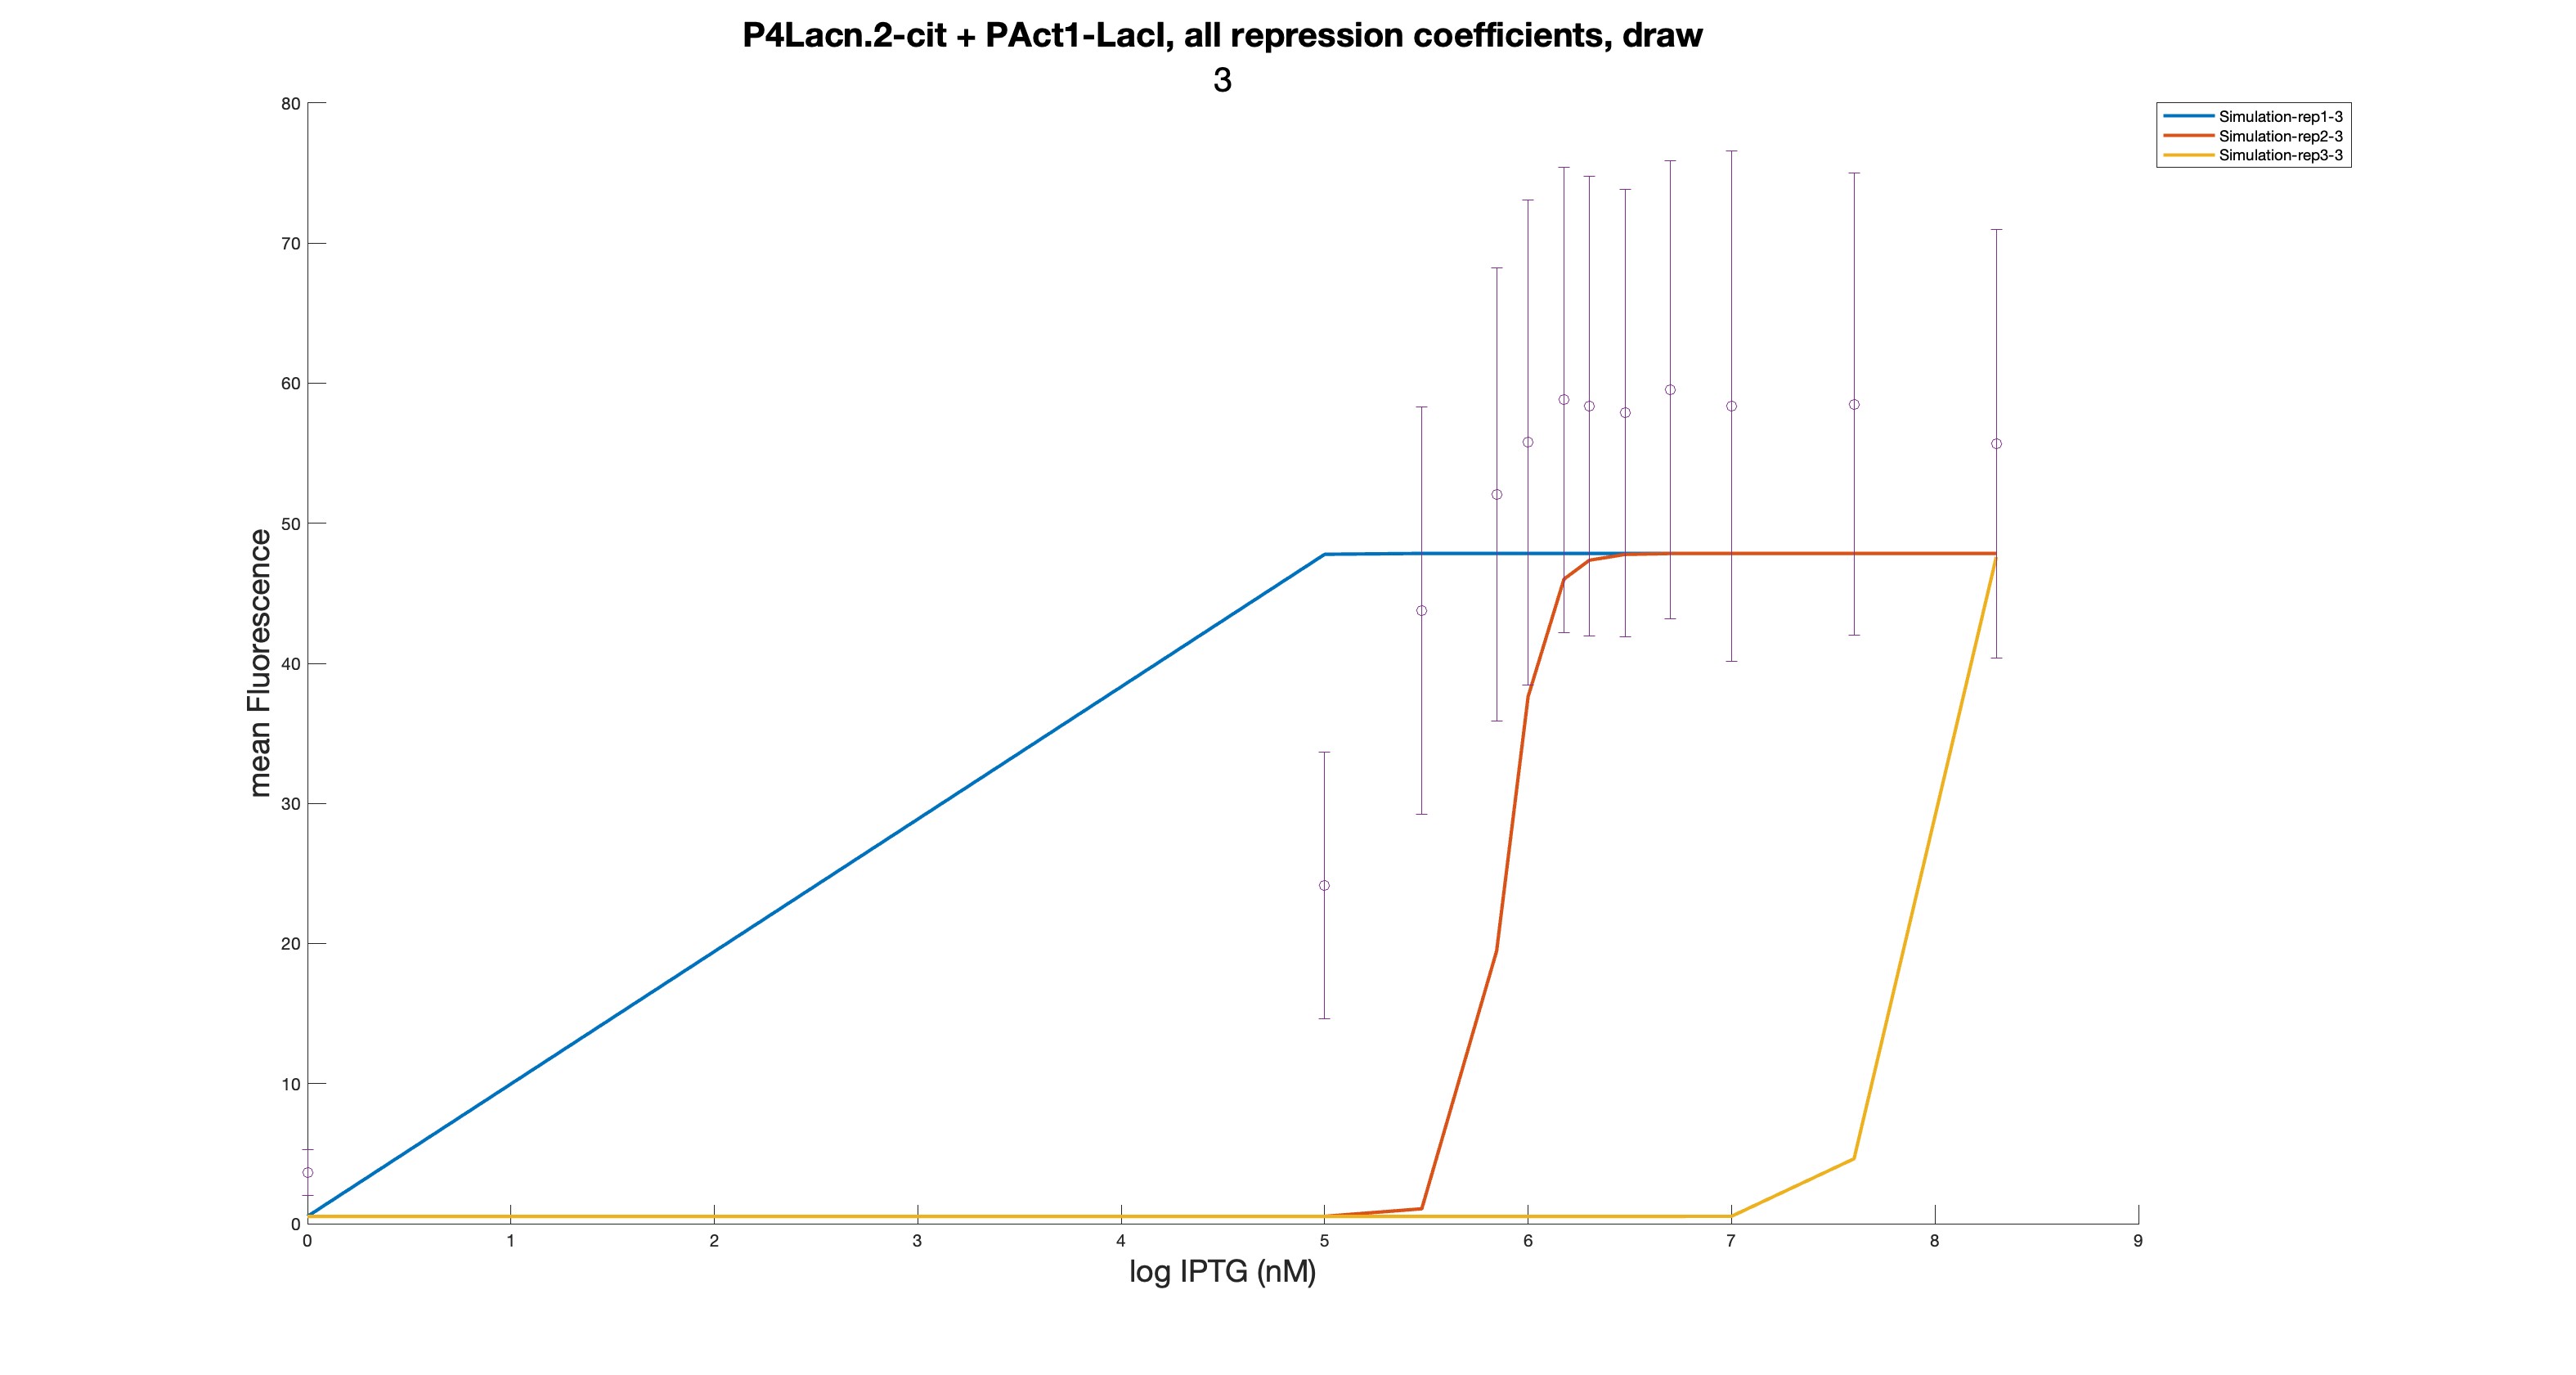 P4Lacn.2-cit + PAct1-LacI, all repression coefficients, draw
3
80
70
60
50
40
30
20
10
0
mean Fluorescence
0 1 2 3 4 5 6 7 8 9
log IPTG (nM)
Simulation-rep1-3
Simulation-rep2-3
Simulation-rep3-3